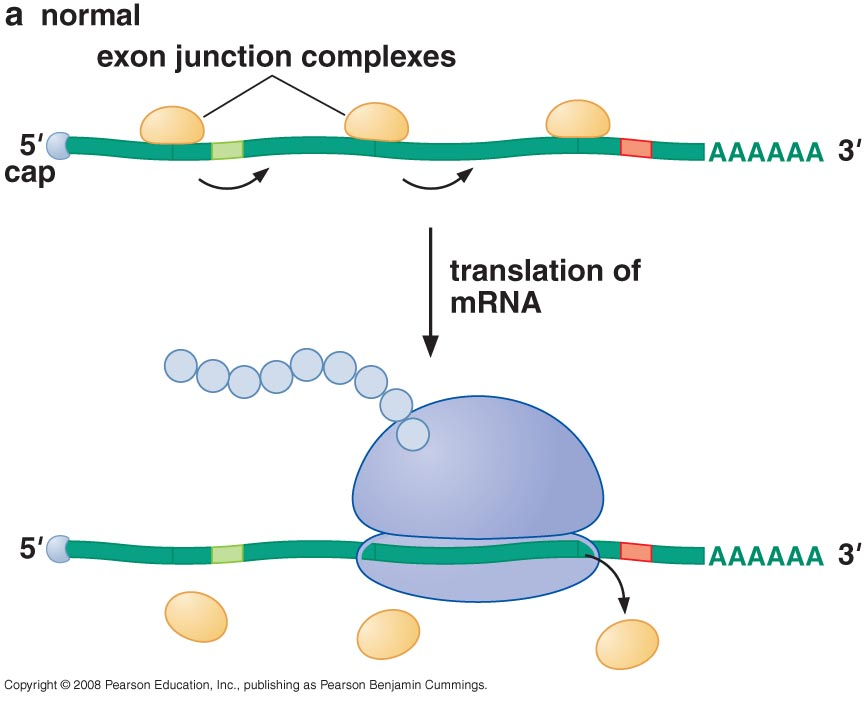 a normal
exon junction complexes
5′ AAAAAA 3′
cap
translation of
mRNA
5′ AAAAAA 3′
Copyright © 2008 Pearson Education, Inc., publishing as Pearson Benjamin Cummings.